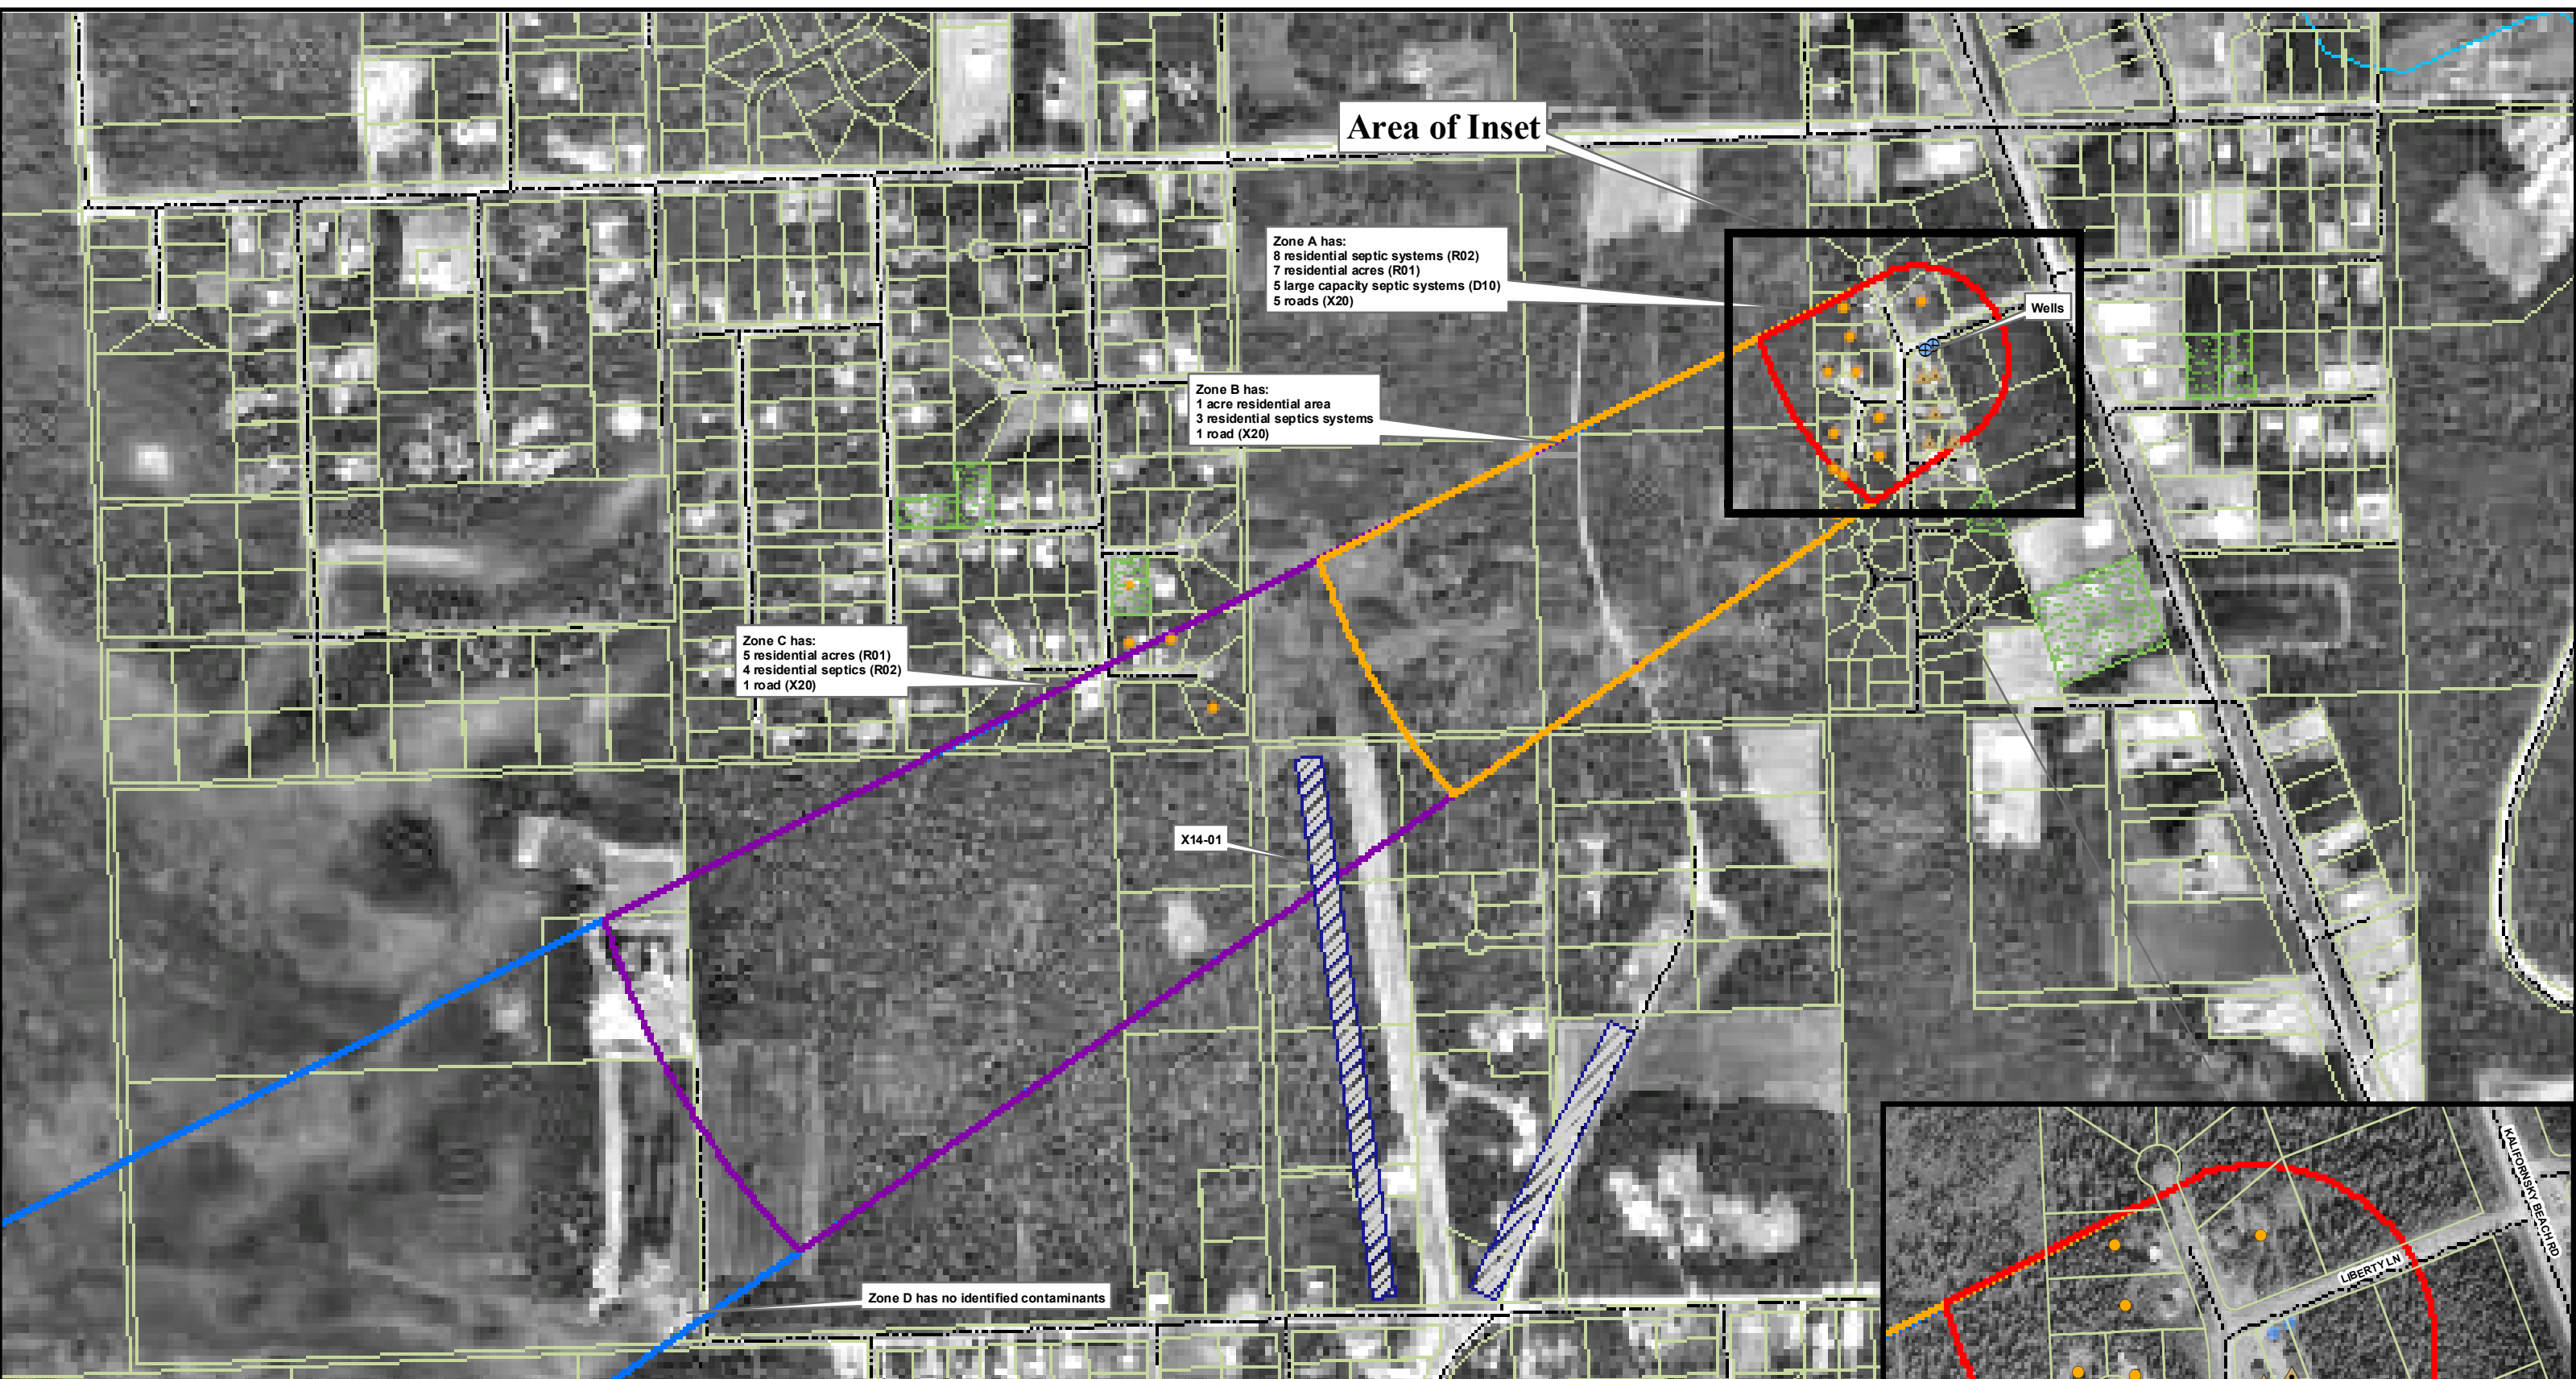 Area of Inset
Zone A has:
8 residential septic systems (R02)
7 residential acres (R01)
5 large capacity septic systems (D10)
5 roads (X20)
Wells
Zone B has:
1 acre residential area
3 residential septics systems
1 road (X20)
Zone C has:
5 residential acres (R01)
4 residential septics (R02)
1 road (X20)
X14-01
Zone D has no identified contaminants
KALIFORNSKY BEACH RD
LIBERTY LN